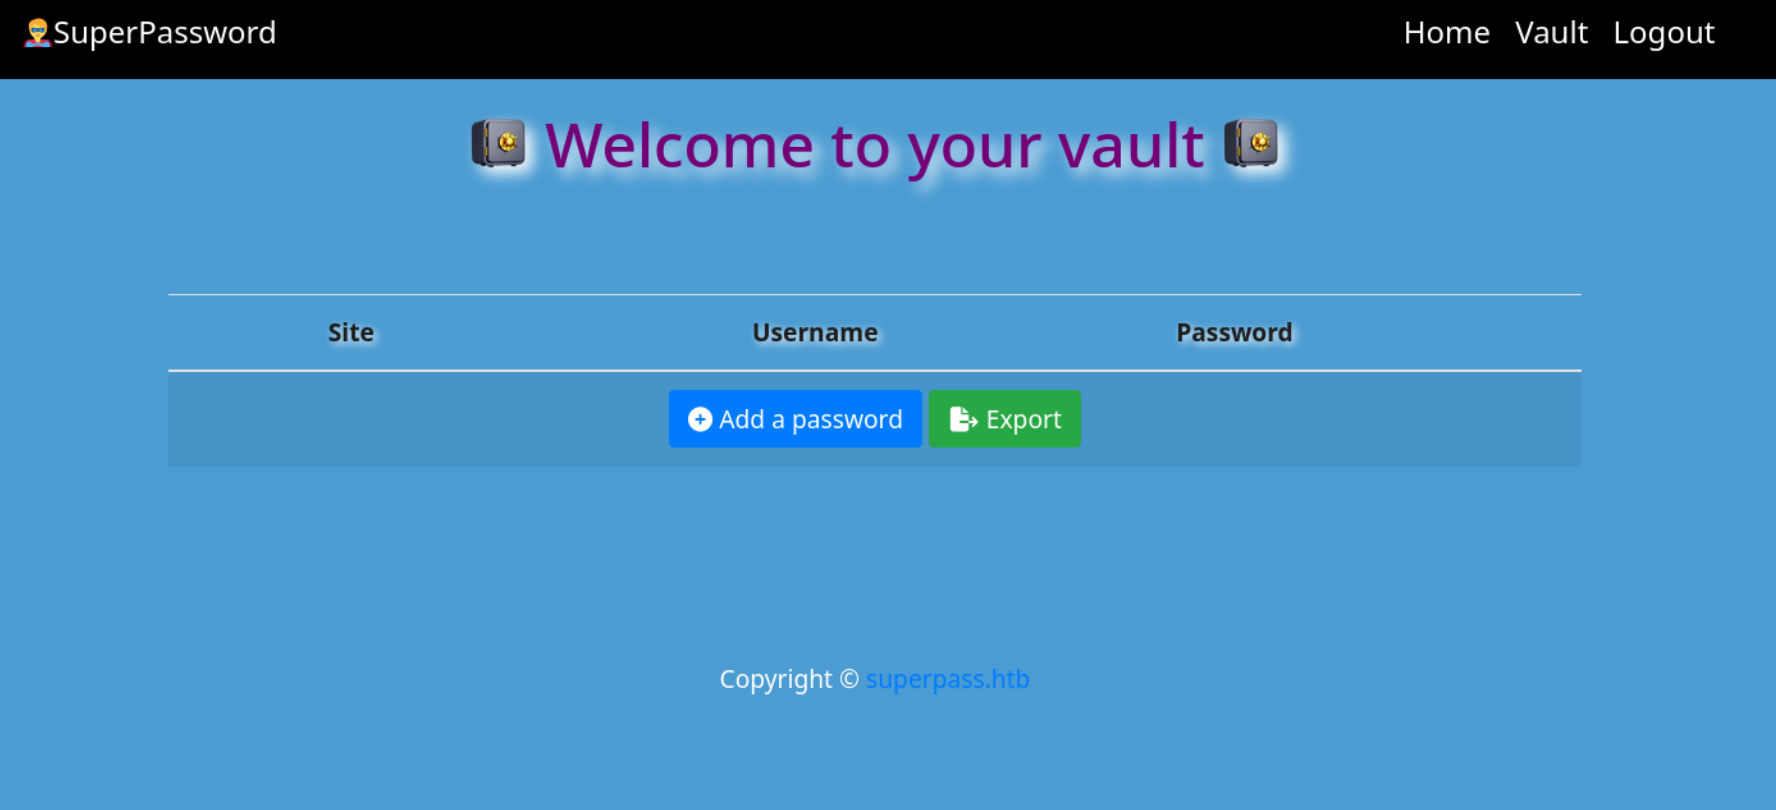 SuperPassword Home Vault Logout
Welcome to your vault
Site Username Password
Add a password Export
Copyright © superpass.htb